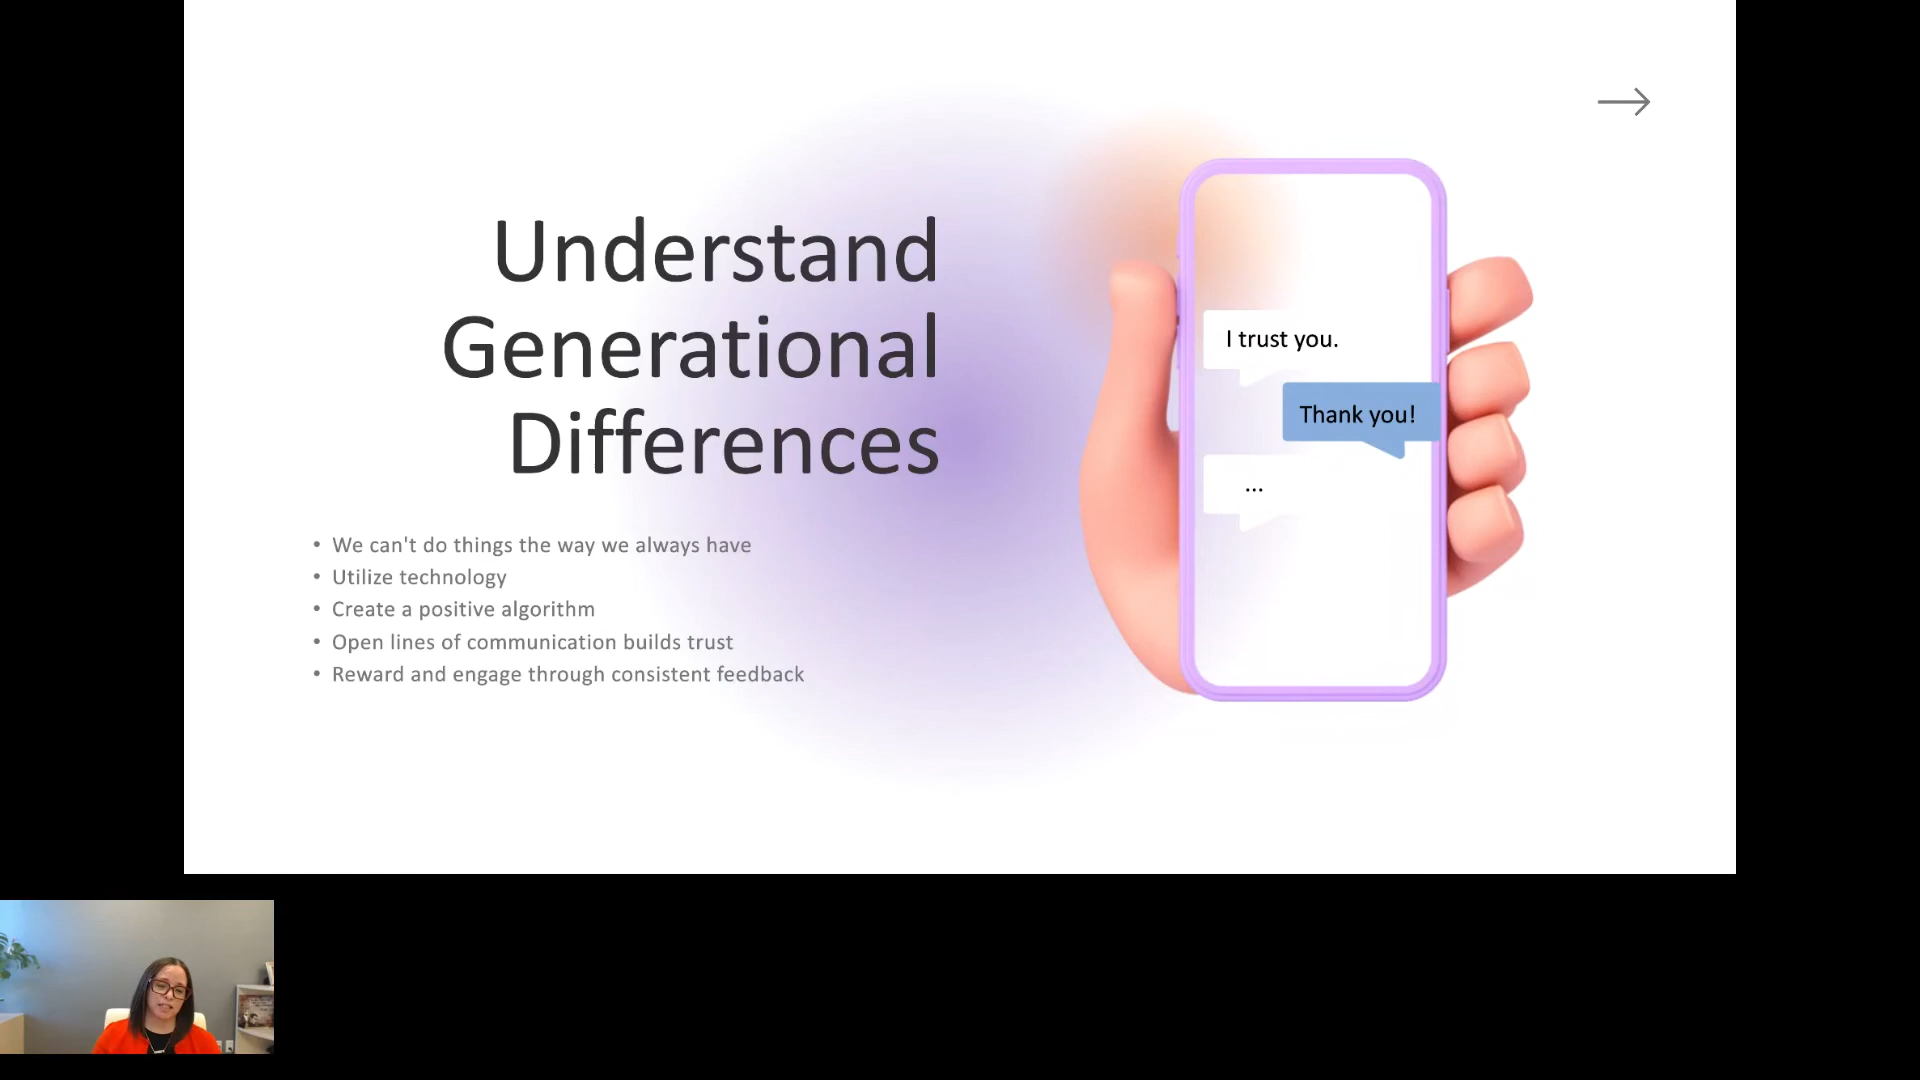 Understand
Generational
Differences
• We can't do things the way we always have
• Utilize technology
• Create a positive algorithm
• Open lines of communication builds trust
• Reward and engage through consistent feedback
I trust you.
Thank you!
...